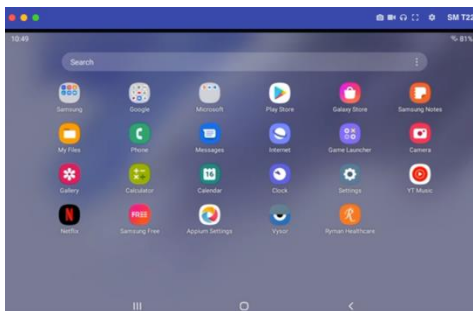 SM T22
10:49
81%
Search
Samsung Google Microsoft Play Store Galaxy Store Samsung Notes
My Files Phone Messages Internet Game Launcher Camera
16
Gallery Calculator Calendar Clock Settings YT Music
N FREE
Netflix Samsung Free Appium Settings Vysor Ryman Healthcare